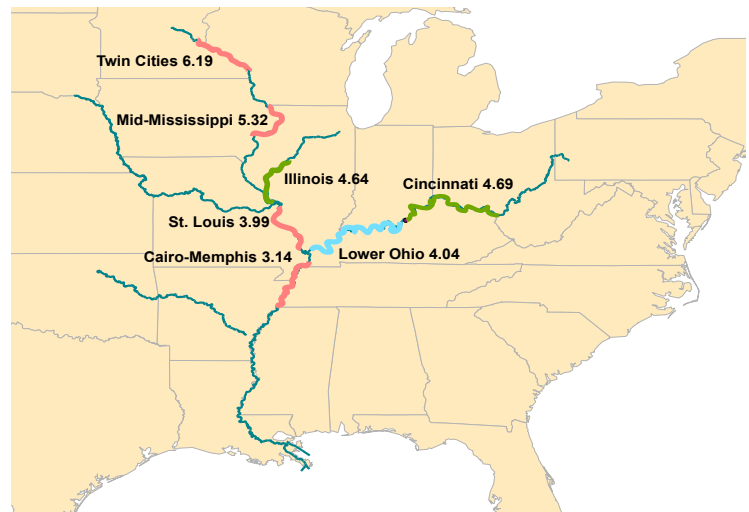 Twin Cities 6.19
Mid-Mississippi 5.32
Illinois 4.64
Cincinnati 4.69
St. Louis 3.99
Cairo-Memphis 3.14
Lower Ohio 4.04